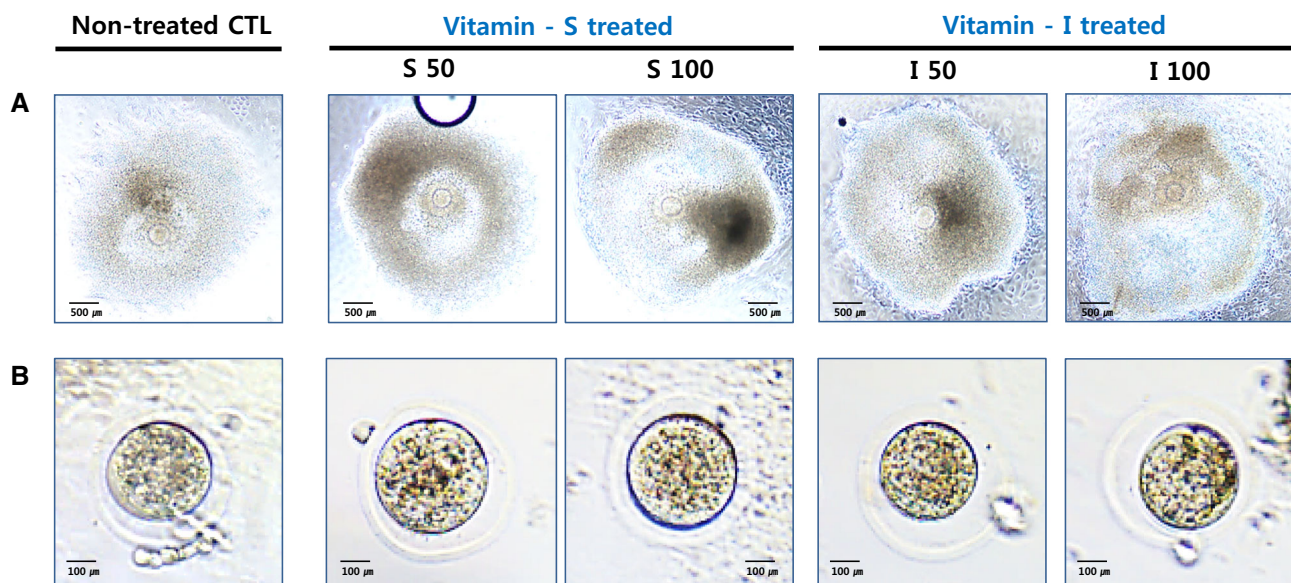 Non-treated CTL
Vitamin - S treated
Vitamin - I treated
S 50
S 100
I 50
I 100
A
500 ㎛
500 ㎛
500 ㎛
500 ㎛
500 ㎛
B
100 ㎛
100 ㎛
100 ㎛
100 ㎛
100 ㎛